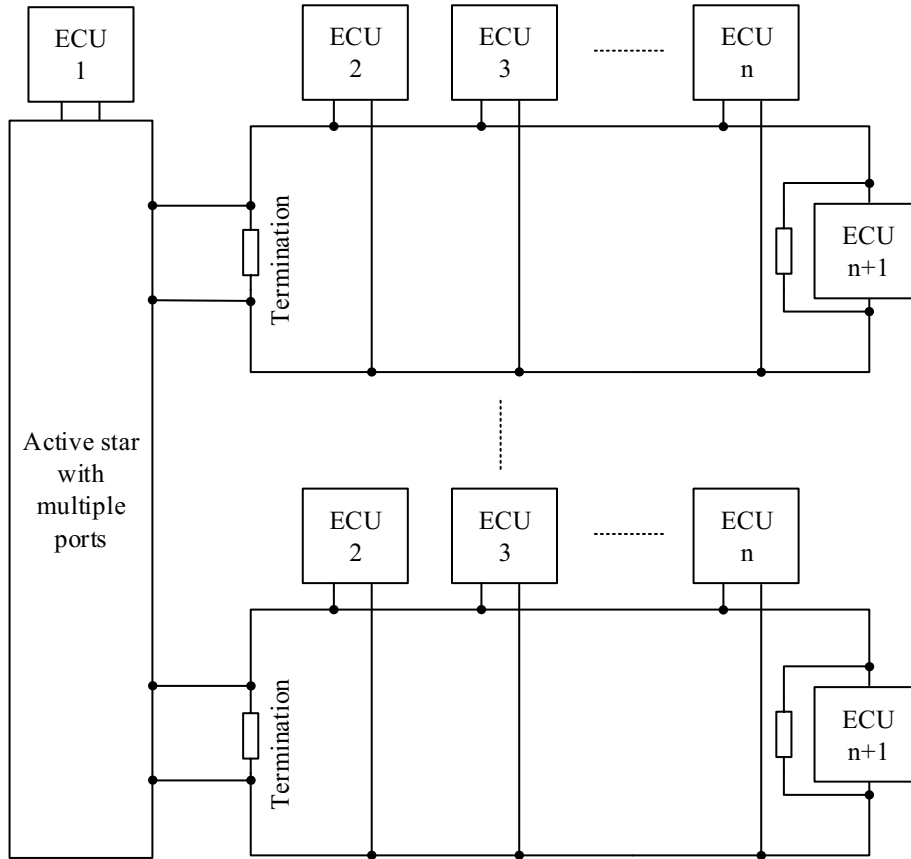 ECU
1
ECU
2
ECU
3
ECU
n
Termination
ECU
n+1
Active star
with
multiple
ports
ECU
2
ECU
3
ECU
n
Termination
ECU
n+1